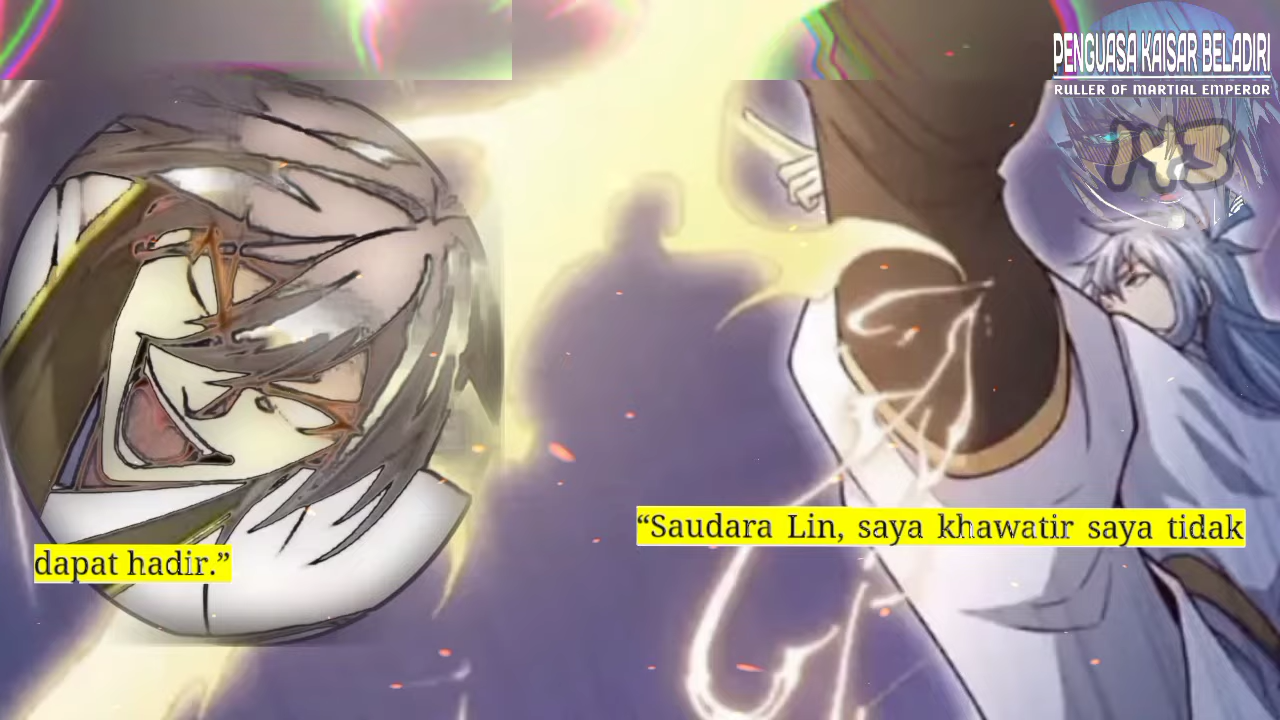 PENGUASA KAISAR BELADIRI
RULLER OF MARTIAL EMPEROR
“Saudara Lin, saya khawatir saya tidak
dapat hadir.”